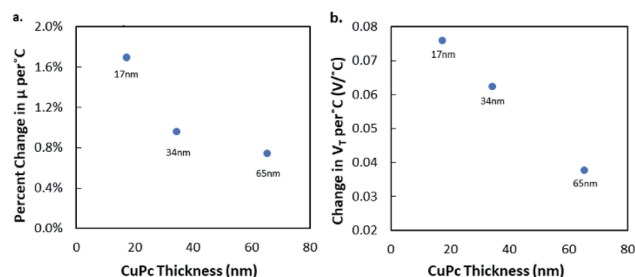 a.
Percent Change in µ per˚C
2.0%
1.6%
1.2%
0.8%
0.4%
0.0%
17nm
34nm
65nm
0 20 40 60 80
CuPc Thickness (nm)
b.
Change in VT per˚C (V/˚C)
0.08
0.07
0.06
0.05
0.04
0.03
0.02
17nm
34nm
65nm
0 20 40 60 80
CuPc Thickness (nm)